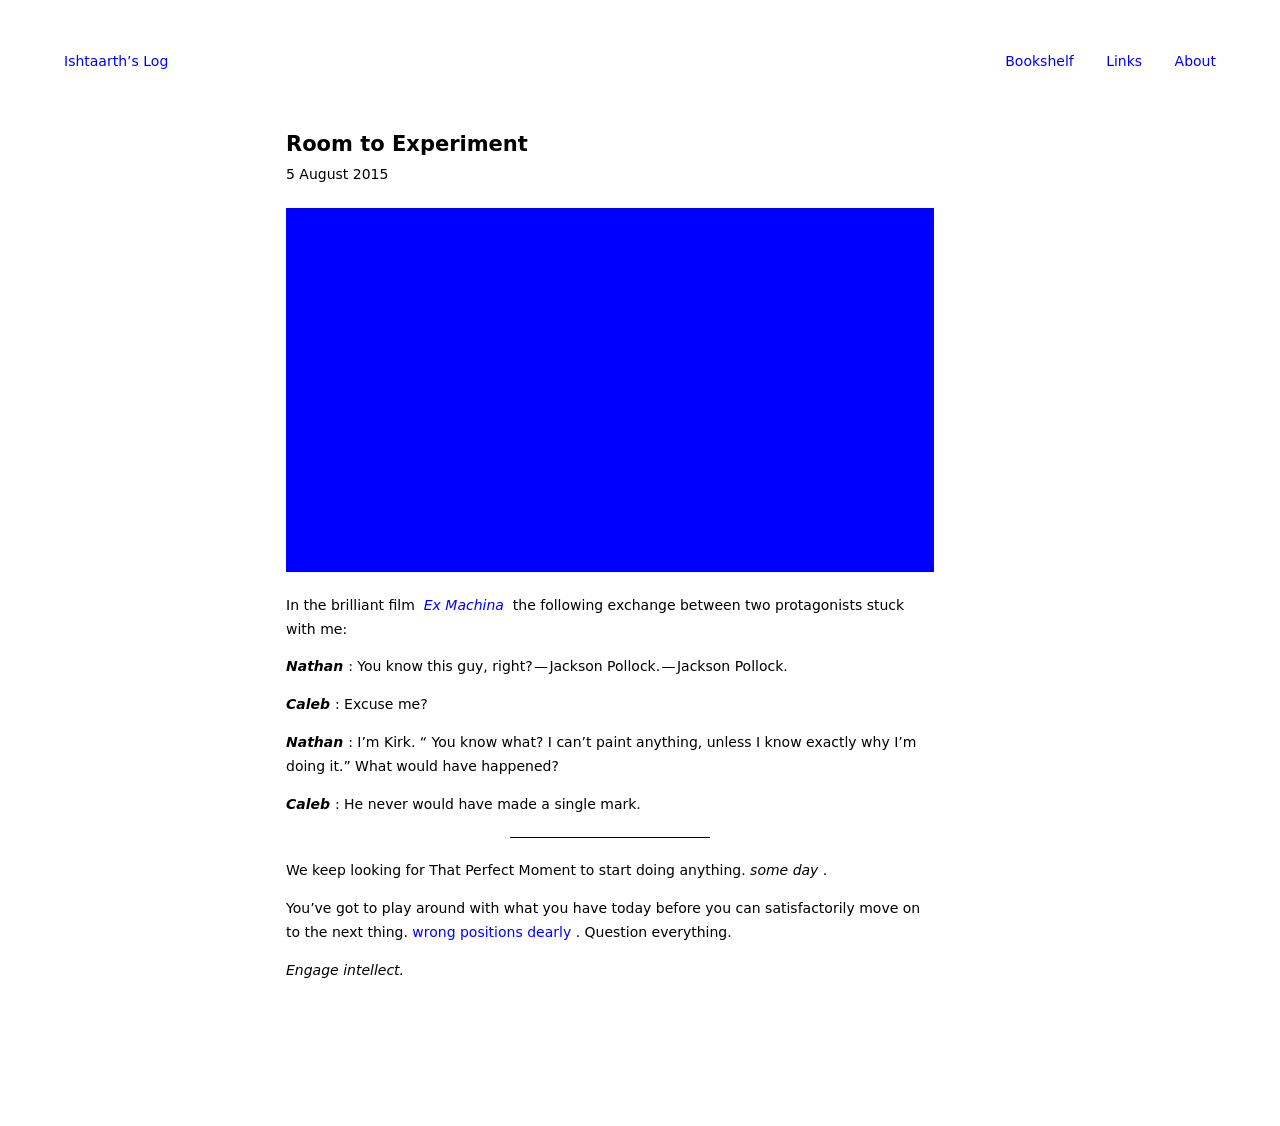 Ishtaarth’s Log
Bookshelf Links About
Room to Experiment
5 August 2015
In the brilliant film Ex Machina the following exchange between two protagonists stuck
with me:
Nathan : You know this guy, right? — Jackson Pollock. — Jackson Pollock.
Caleb : Excuse me?
Nathan : I’m Kirk. “ You know what? I can’t paint anything, unless I know exactly why I’m
doing it.” What would have happened?
Caleb : He never would have made a single mark.
We keep looking for That Perfect Moment to start doing anything. some day .
You’ve got to play around with what you have today before you can satisfactorily move on
to the next thing. wrong positions dearly . Question everything.
Engage intellect.